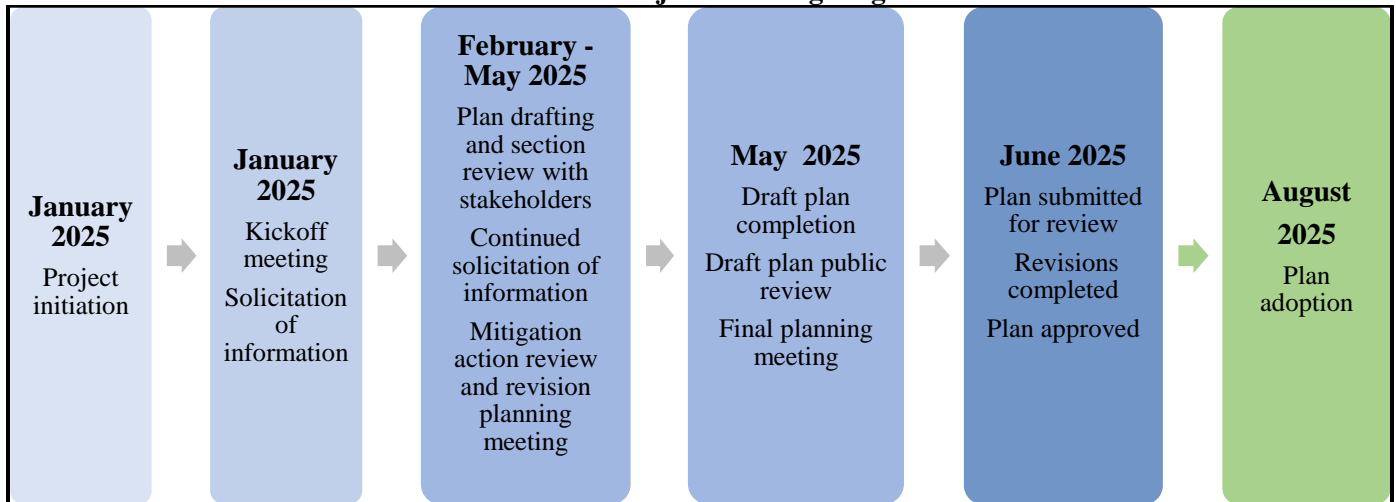 January
2025
Project
initiation
January
2025
Kickoff
meeting
Solicitation
of
information
February -
May 2025
Plan drafting
and section
review with
stakeholders
Continued
solicitation of
information
Mitigation
action review
and revision
planning
meeting
May 2025
Draft plan
completion
Draft plan public
review
Final planning
meeting
June 2025
Plan submitted
for review
Revisions
completed
Plan approved
August
2025
Plan
adoption